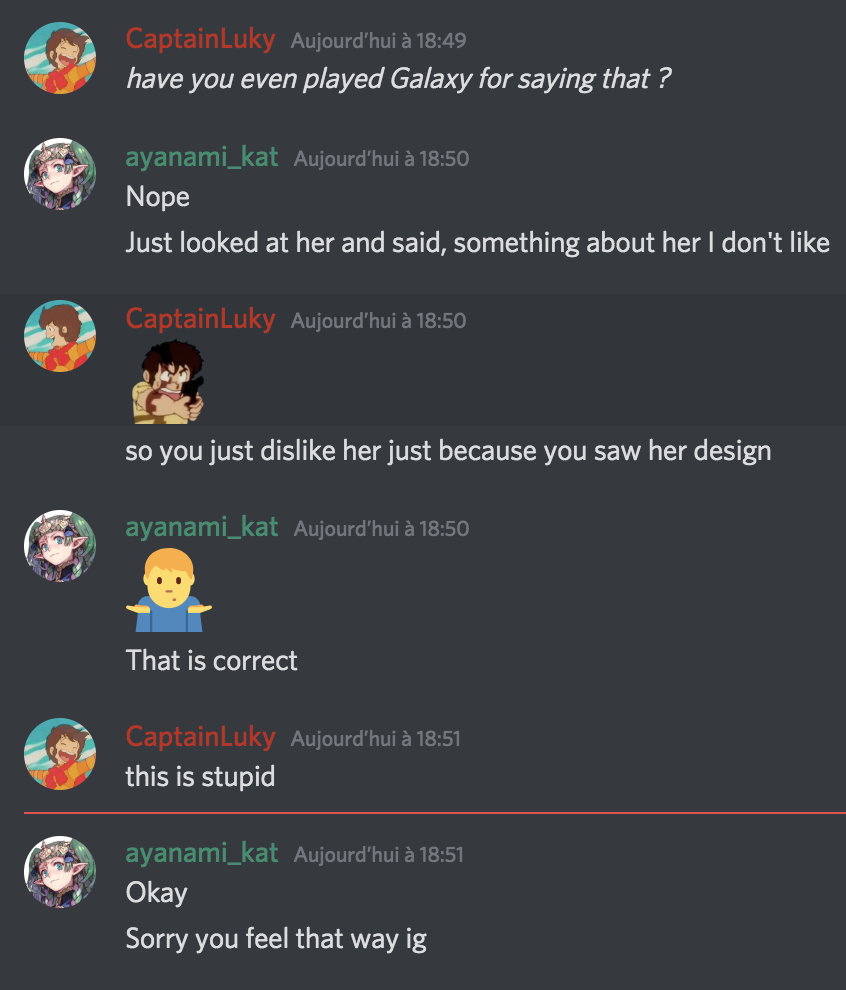 CaptainLuky Aujourd’hui à 18:49
have you even played Galaxy for saying that ?
ayanami_kat Aujourd’hui à 18:50
Nope
Just looked at her and said, something about her I don't like
CaptainLuky Aujourd’hui à 18:50
so you just dislike her just because you saw her design
ayanami_kat Aujourd’hui à 18:50
That is correct
CaptainLuky Aujourd’hui à 18:51
this is stupid
ayanami_kat Aujourd’hui à 18:51
Okay
Sorry you feel that way ig